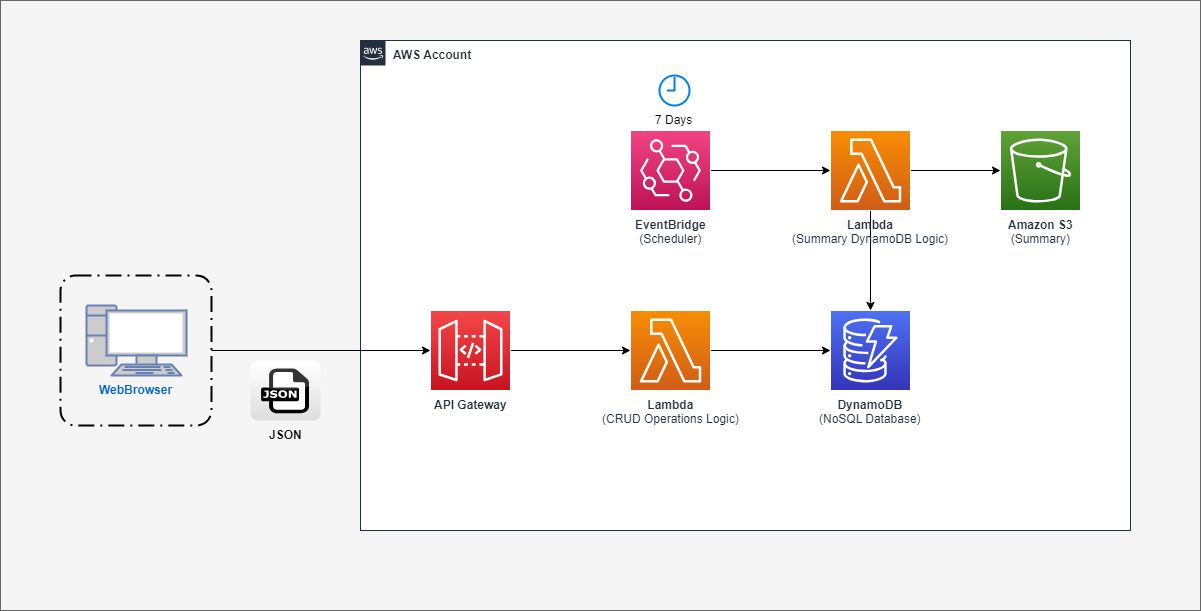 aws
AWS Account
7 Days
EventBridge
(Scheduler)
Lambda
(Summary DynamoDB Logic)
Amazon S3
(Summary)
WebBrowser
JSON
JSON
</>
API Gateway
Lambda
(CRUD Operations Logic)
DynamoDB
(NoSQL Database)